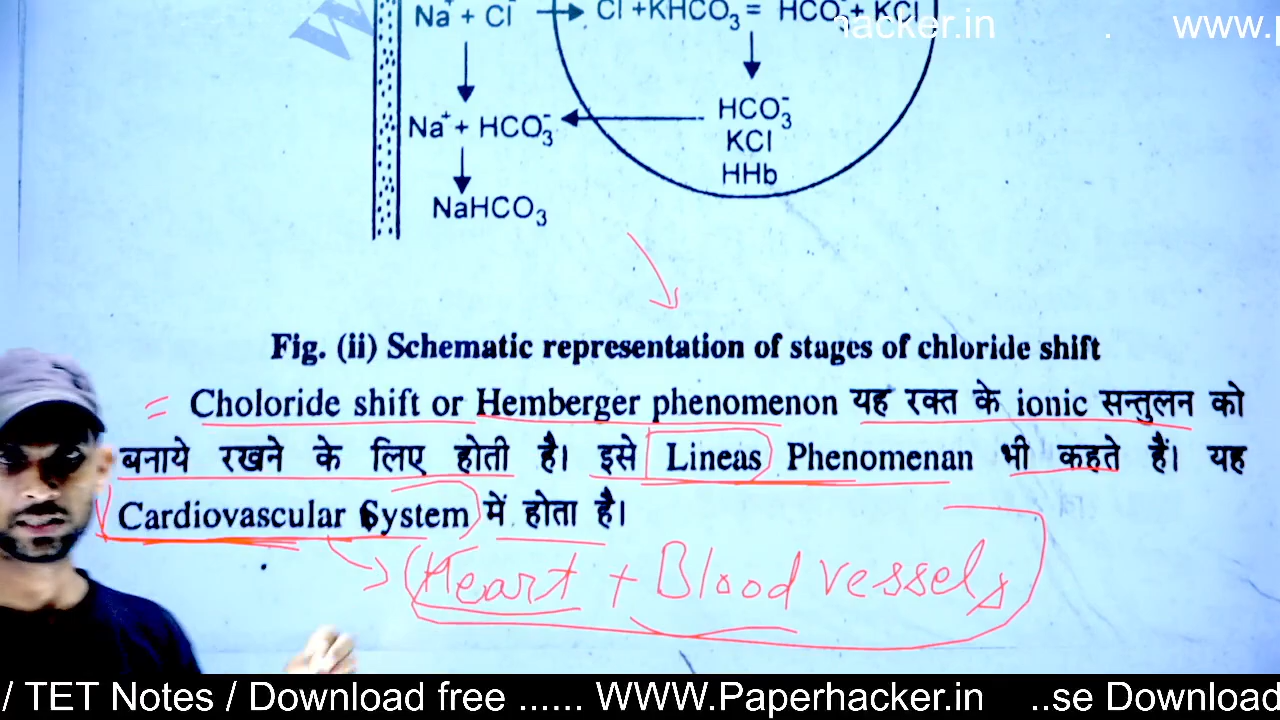 Na⁺ + Cl⁻ → Cl⁻ + KHCO₃ = HCO₃⁻ + KCl
hacker.in . www.p
HCO₃⁻
Na⁺ + HCO₃⁻
KCl
HHb
NaHCO₃
Fig. (ii) Schematic representation of stages of chloride shift
Choloride shift or Hemberger phenomenon यह रक्त के ionic सन्तुलन को
बनाये रखने के लिए होती है। इसे Lineas Phenomenan भी कहते हैं। यह
Cardiovascular System में होता है।
(Heart + Blood vessels
/ TET Notes / Download free ...... WWW.Paperhacker.in ..se Download